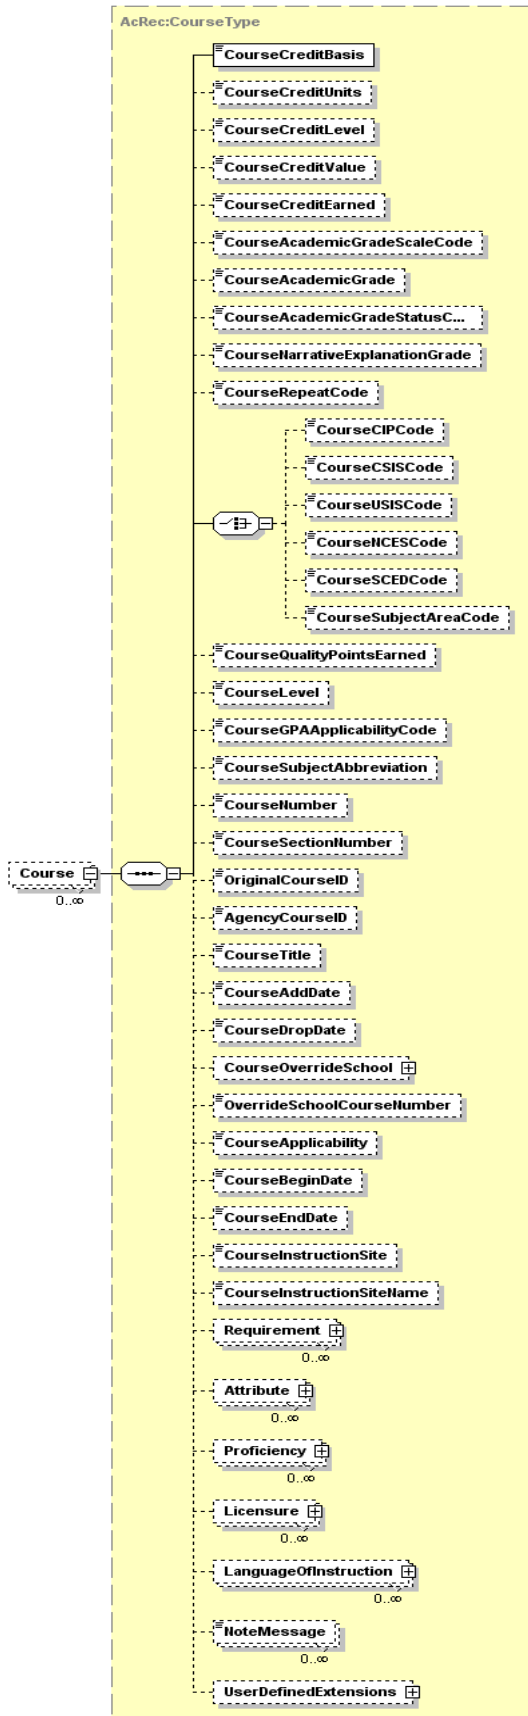 AcRec:CourseType
CourseCreditBasis
CourseCreditUnits
CourseCreditLevel
CourseCreditValue
CourseCreditEarned
CourseAcademicGradeScaleCode
CourseAcademicGrade
CourseAcademicGradeStatusC...
CourseNarrativeExplanationGrade
CourseRepeatCode
CourseCIPCode
CourseCSISCode
CourseUSISCode
CourseNCESCode
CourseSCEDCode
CourseSubjectAreaCode
CourseQualityPointsEarned
CourseLevel
CourseGPAApplicabilityCode
CourseSubjectAbbreviation
CourseNumber
CourseSectionNumber
Course
0..∞
OriginalCourseID
AgencyCourseID
CourseTitle
CourseAddDate
CourseDropDate
CourseOverrideSchool
OverrideSchoolCourseNumber
CourseApplicability
CourseBeginDate
CourseEndDate
CourseInstructionSite
CourseInstructionSiteName
Requirement
0..∞
Attribute
0..∞
Proficiency
0..∞
Licensure
0..∞
LanguageOfInstruction
0..∞
NoteMessage
0..∞
UserDefinedExtensions